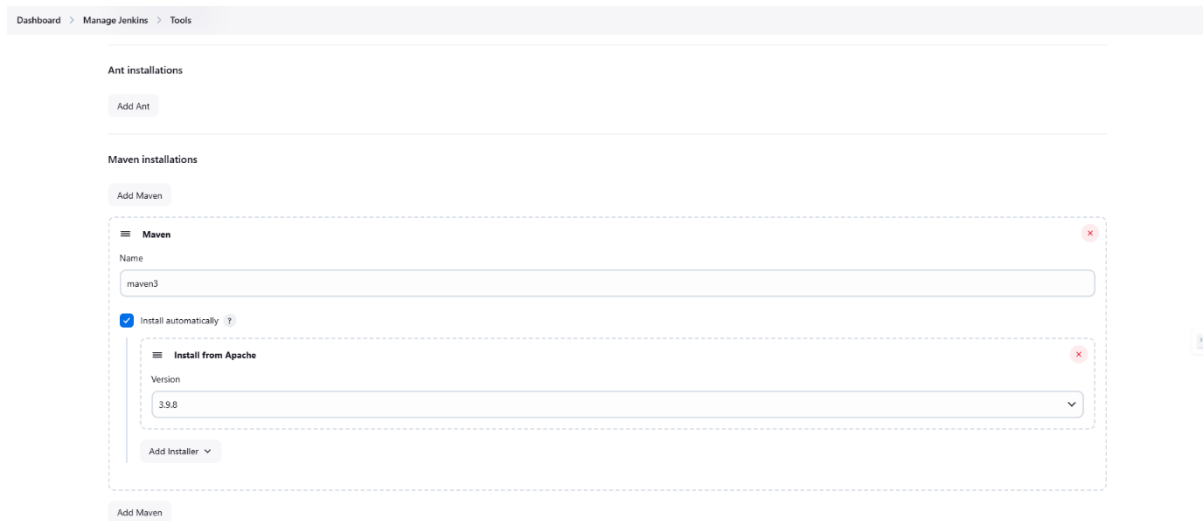 Dashboard > Manage Jenkins > Tools
Ant installations
Add Ant
Maven installations
Add Maven
Maven
Name
maven3
Install automatically ?
Install from Apache
Version
3.9.8
Add Installer
Add Maven